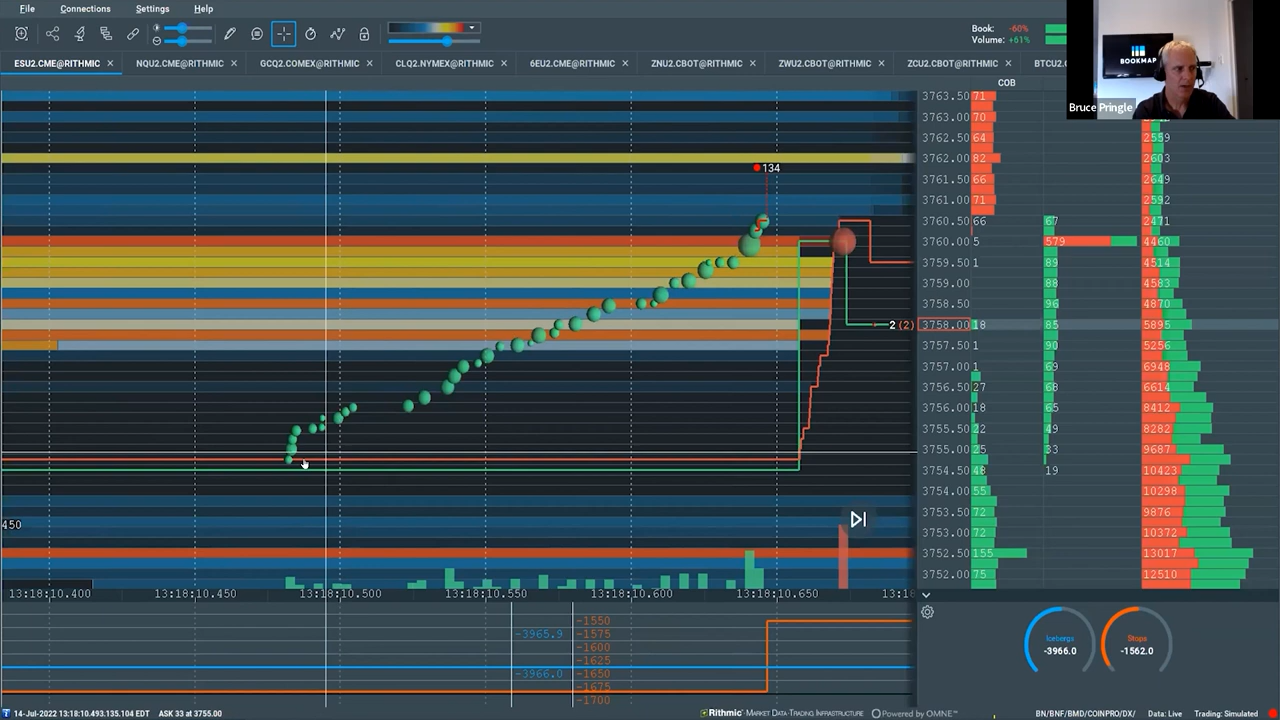 File Connections Settings Help
Book: -60%
Volume: +61%
BOOKMAP
Bruce Pringle
ESU2.CME@RITHMIC × NQU2.CME@RITHMIC × GCQ2.COMEX@RITHMIC × CLQ2.NYMEX@RITHMIC × 6EU2.CME@RITHMIC × ZNU2.CBOT@RITHMIC × ZWU2.CBOT@RITHMIC × ZCU2.CBOT@RITHMIC × BTCU2.
COB
3763.50 71
3763.00 70
3762.50 64 2559
3762.00 82 2603
3761.50 66 2649
3761.00 71 2592
3760.50 66 67 2471
3760.00 5 579 4460
3759.50 1 89 4514
3759.00 88 4583
3758.50 96 4870
3758.00 18 85 5895
3757.50 1 90 5256
3757.00 1 69 6948
3756.50 27 68 6614
3756.00 18 65 8412
3755.50 22 49 8282
3755.00 25 33 9687
3754.50 48 19 10423
3754.00 55 10298
3753.50 72 9876
3753.00 72 10372
3752.50 155 13017
3752.00 75 12510
134
2 (2)
450
13:18:10.400 13:18:10.450 13:18:10.500 13:18:10.550 13:18:10.600 13:18:10.650 13:18
-1550
-3965.9 -1575
-1600
-1625
-3966.0 -1650
-1675
-1700
Icebergs
-3966.0
Stops
-1562.0
14-Jul-2022 13:18:10.493.135.104 EDT ASK 33 at 3755.00
Rithmic™ MARKET DATA·TRADING INFRASTRUCTURE Powered by OMNE™
BN/BNF/BMD/COINPRO/DX/ Data: Live Trading: Simulated